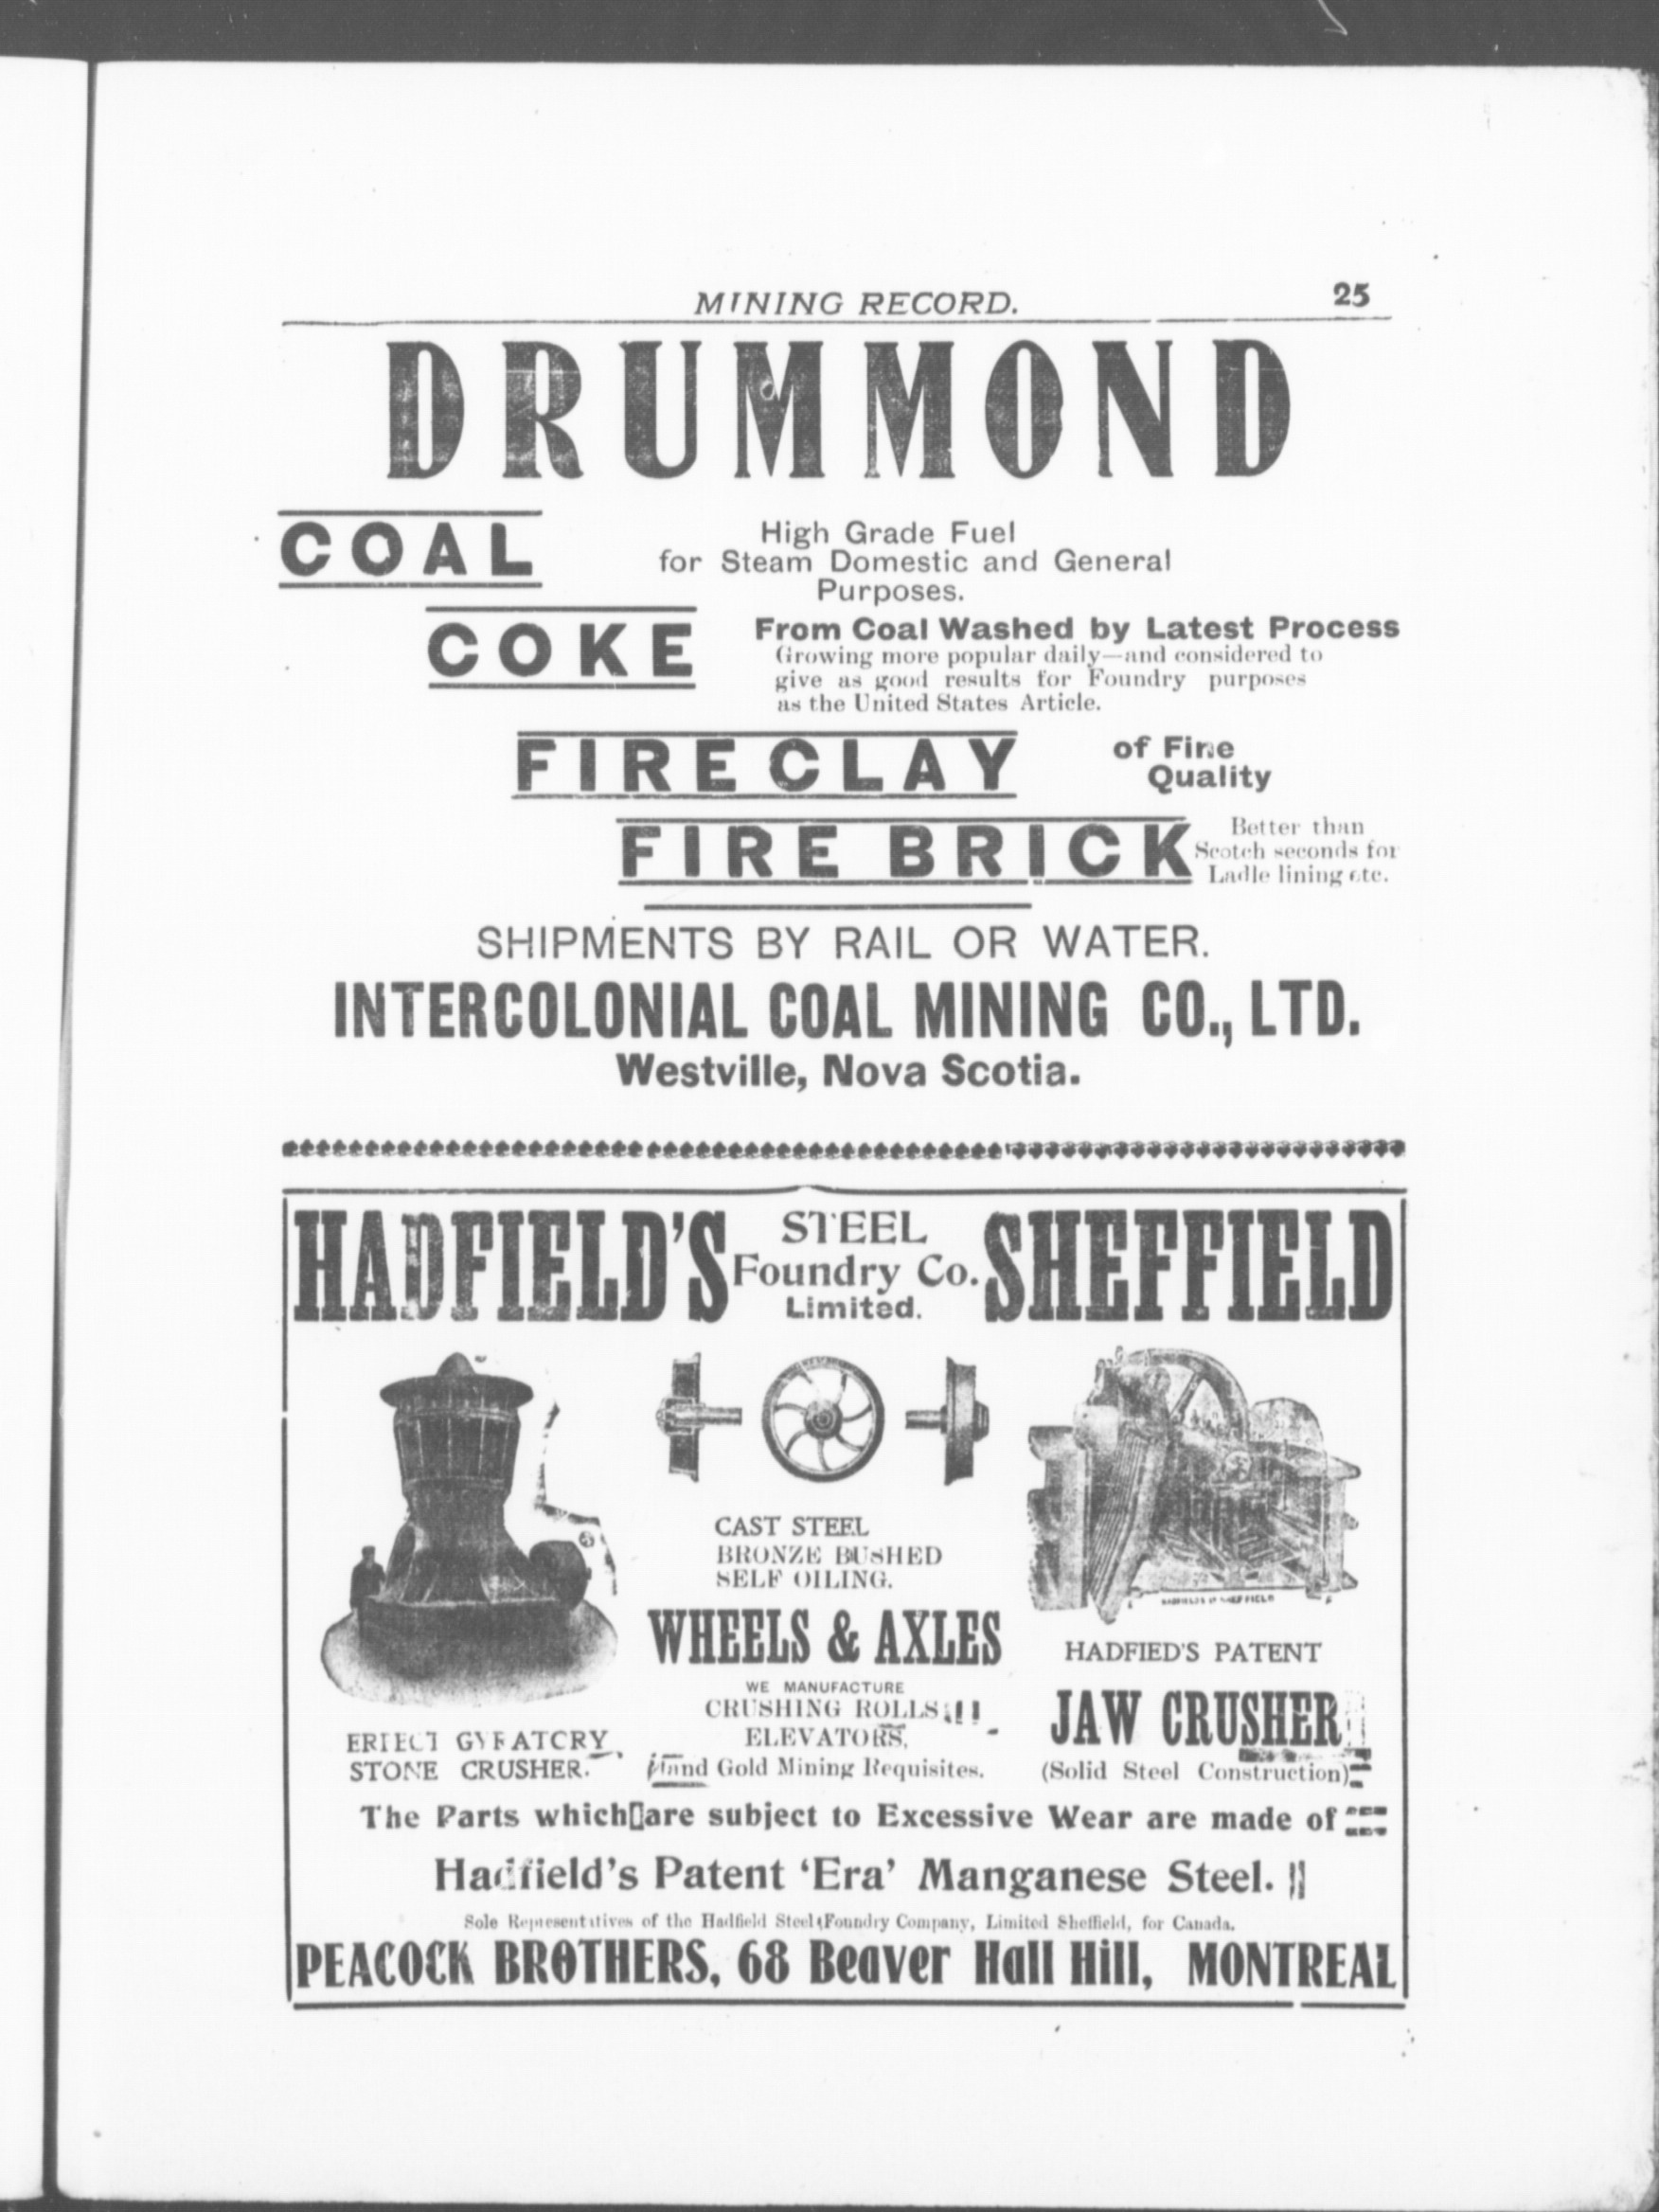 MINING RECORD. 25
DRUMMOND
COAL
High Grade Fuel
for Steam Domestic and General
Purposes.
COKE
From Coal Washed by Latest Process
Growing more popular daily—and considered to
give as good results for Foundry purposes
as the United States Article.
FIRECLAY
of Fine
Quality
FIRE BRICK
Better than
Scotch seconds for
Ladle lining etc.
SHIPMENTS BY RAIL OR WATER.
INTERCOLONIAL COAL MINING CO., LTD.
Westville, Nova Scotia.
HADFIELD'S STEEL
Foundry Co.
Limited.
SHEFFIELD
CAST STEEL
BRONZE BUSHED
SELF OILING.
WHEELS & AXLES
WE MANUFACTURE
CRUSHING ROLLS
ELEVATORS,
Gold Mining Requisites.
GYRATORY
STONE CRUSHER.
HADFIED'S PATENT
JAW CRUSHER
(Solid Steel Construction)
The Parts which are subject to Excessive Wear are made of
Hadfield's Patent 'Era' Manganese Steel.
Sole Representatives of the Hadfield Steel Foundry Company, Limited Sheffield, for Canada.
PEACOCK BROTHERS, 68 Beaver Hall Hill, MONTREAL